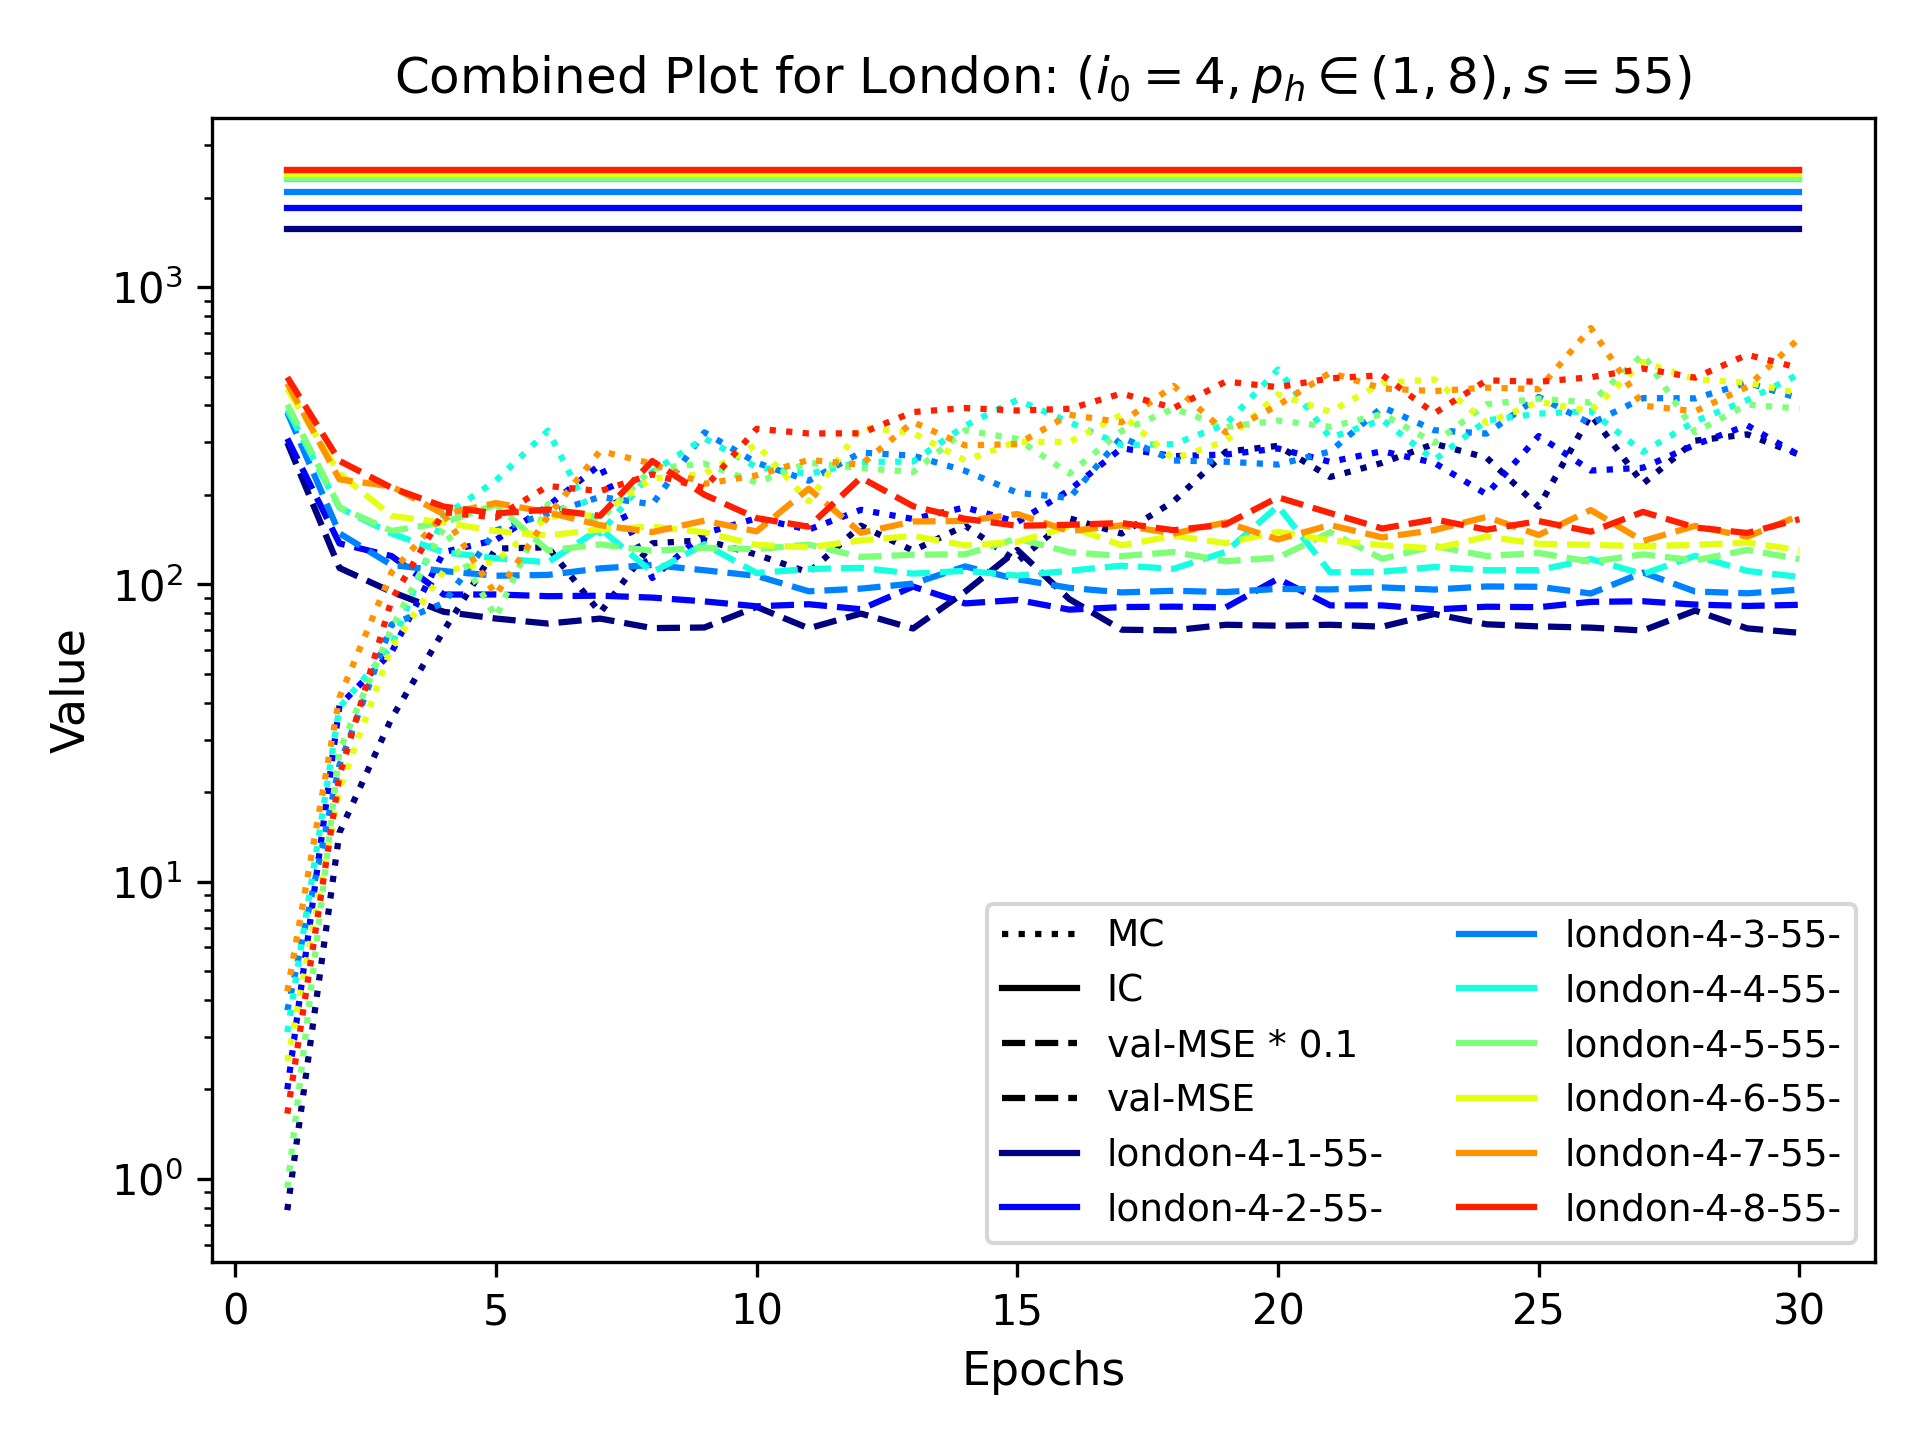 Combined Plot for London: (i₀ = 4, pₕ ∈ (1, 8), s = 55)
10³
10²
10¹
10⁰
Value
0 5 10 15 20 25 30
Epochs
MC
IC
val-MSE * 0.1
val-MSE
london-4-1-55-
london-4-2-55-
london-4-3-55-
london-4-4-55-
london-4-5-55-
london-4-6-55-
london-4-7-55-
london-4-8-55-